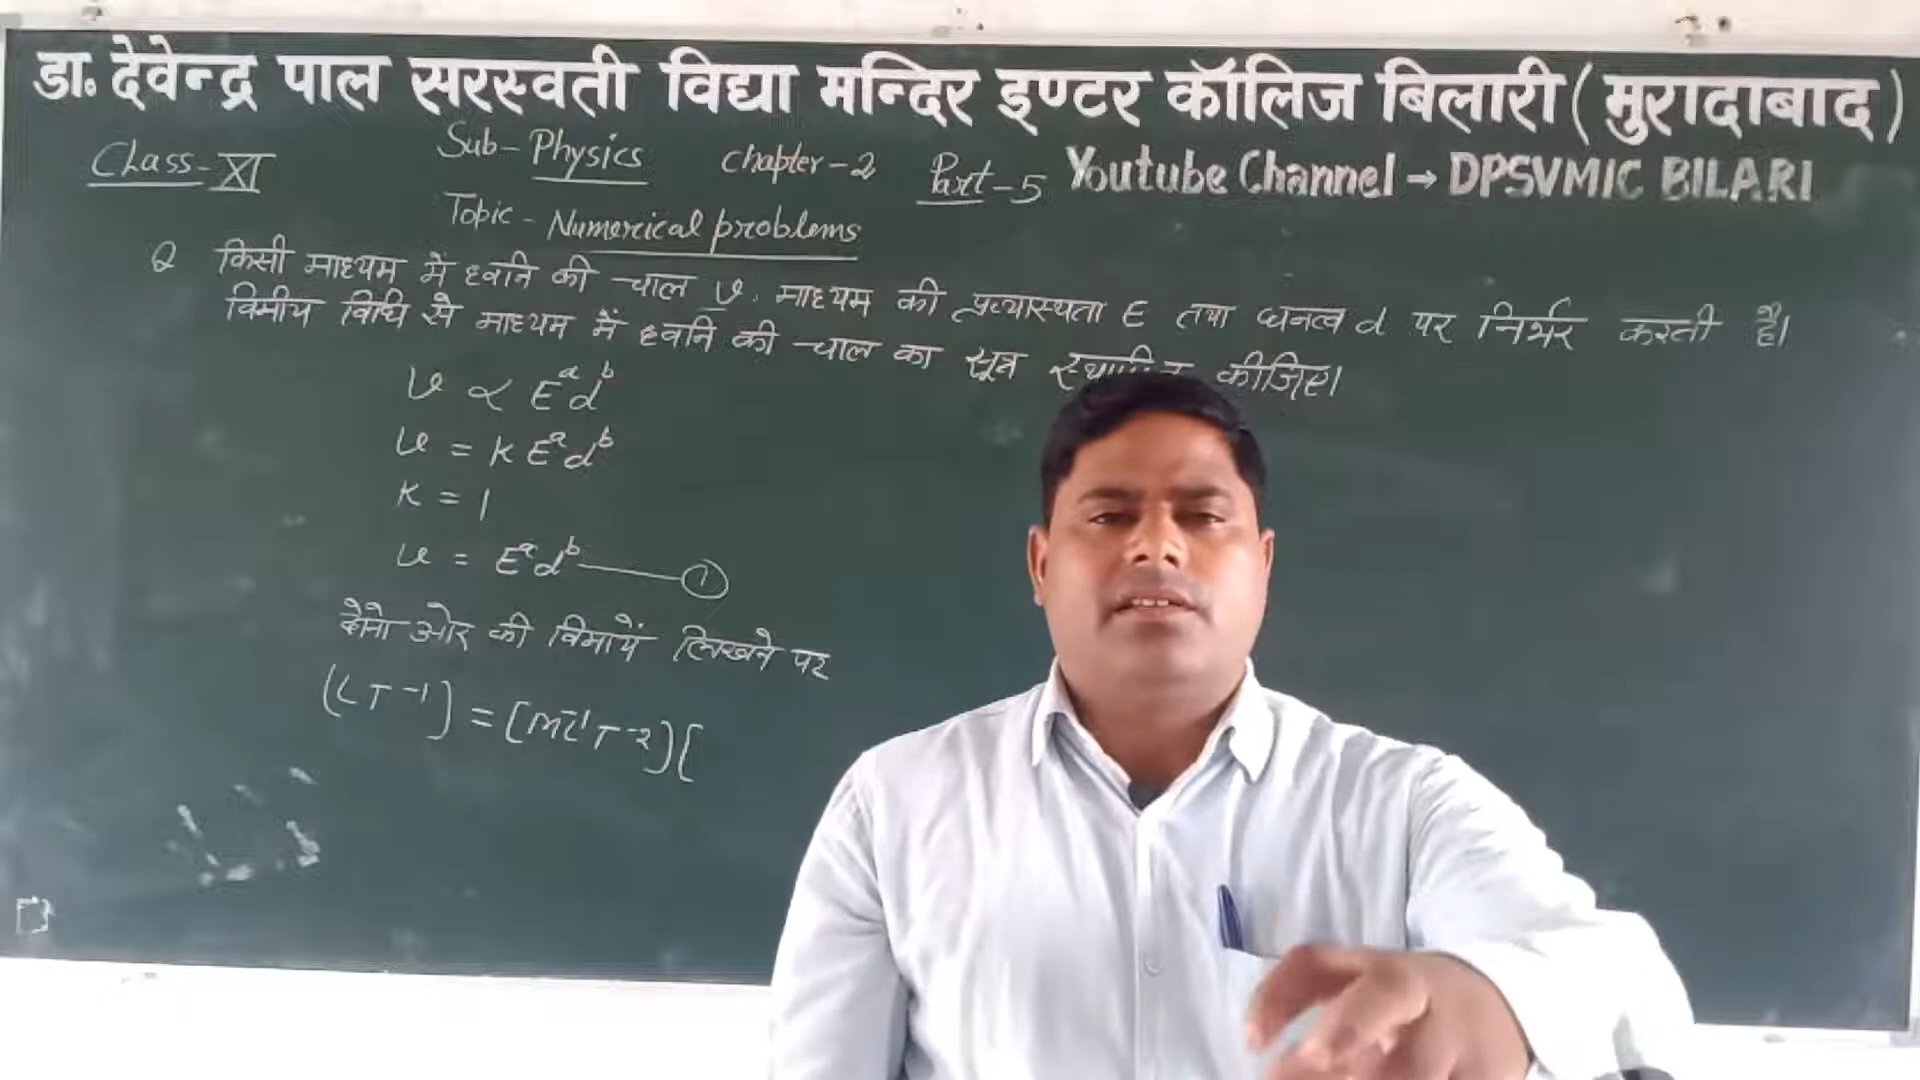 डा. देवेन्द्र पाल सरस्वती विद्या मन्दिर इण्टर कॉलिज बिलारी (मुरादाबाद)
Class-XI Sub-Physics Chapter-2 Part-5 Youtube Channel → DPSVMIC BILARI
Topic - Numerical problems
Q किसी माध्यम में ध्वनि की चाल v, माध्यम की प्रत्यास्थता E तथा घनत्व d पर निर्भर करती है।
विमीय विधि से माध्यम में ध्वनि की चाल का सूत्र कीजिए।
v ∝ E^a d^b
v = K E^a d^b
K = 1
v = E^a d^b — ①
दोनो ओर की विमायें लिखने पर
[LT⁻¹] = [ML⁻¹T⁻²][